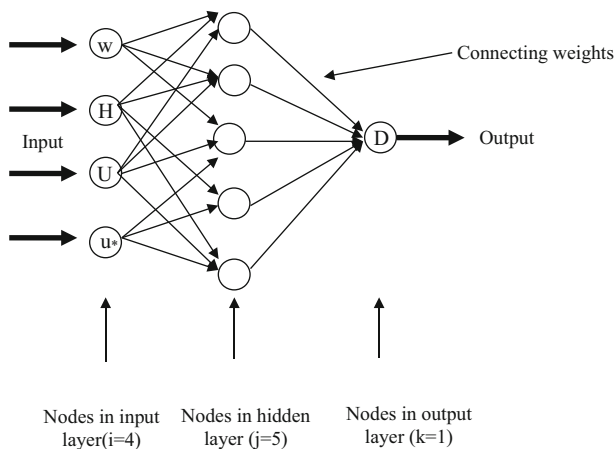 w
Connecting weights
H
Input
D
Output
U
u*
Nodes in input
layer(i=4)
Nodes in hidden
layer (j=5)
Nodes in output
layer (k=1)